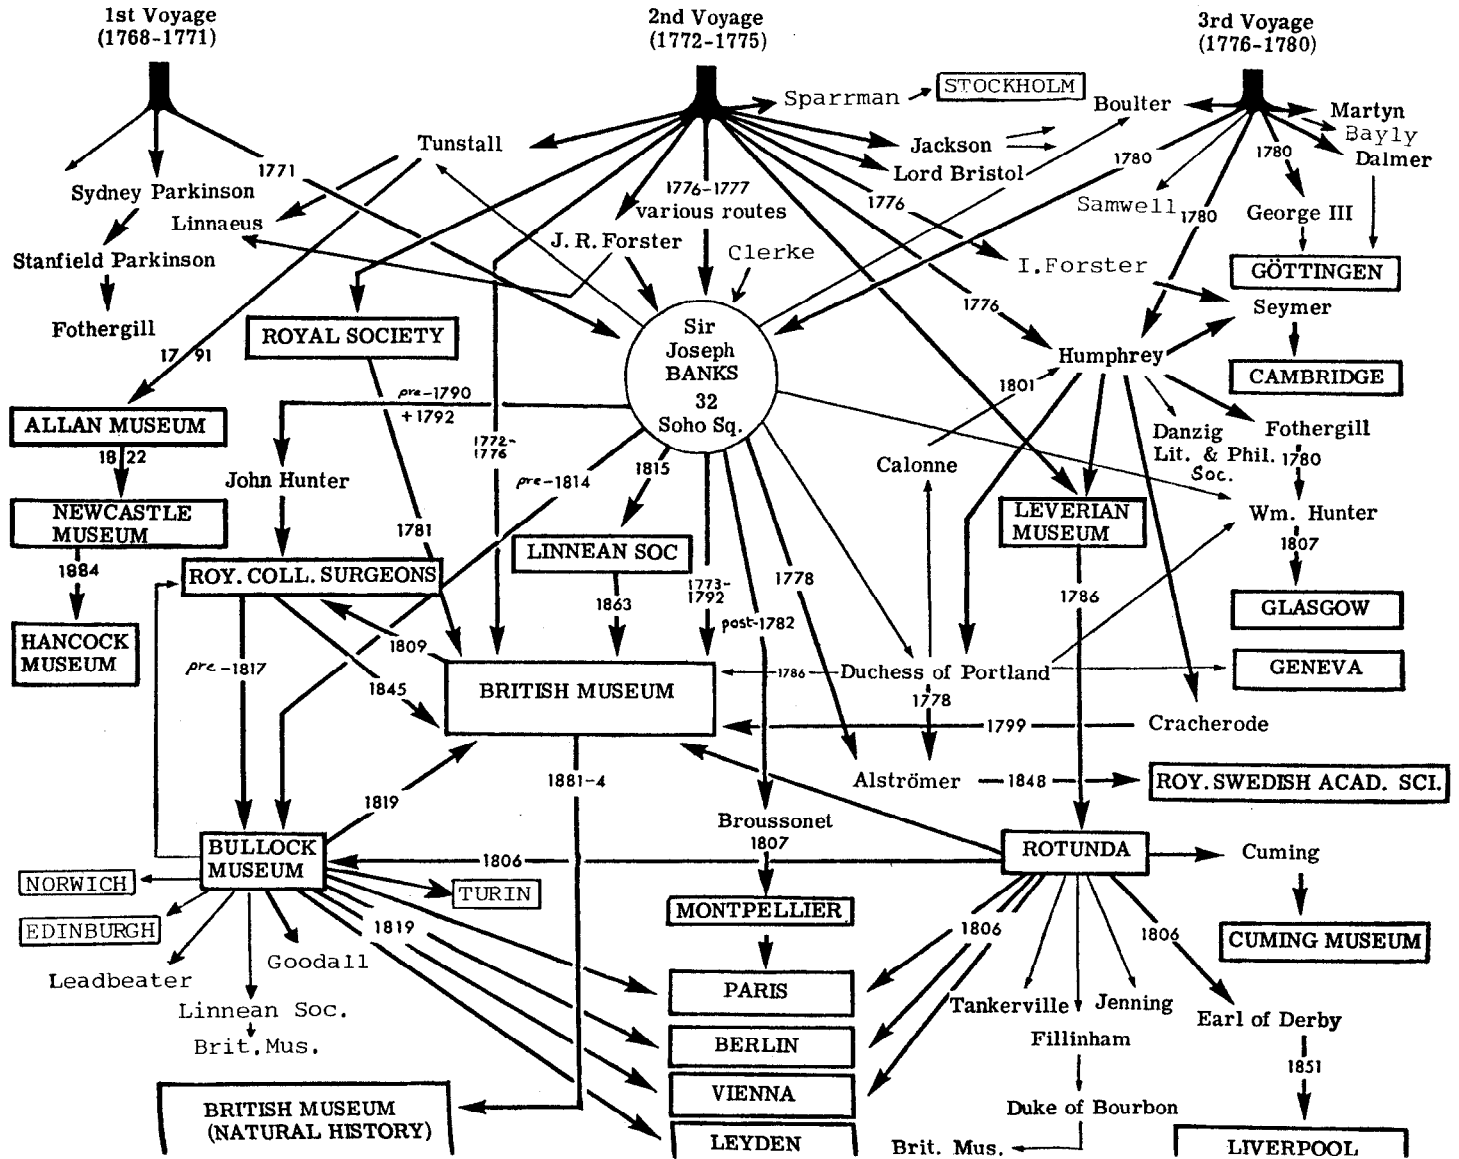 1st Voyage
(1768-1771)
2nd Voyage
(1772-1775)
3rd Voyage
(1776-1780)
Sparrman
STOCKHOLM
Boulter
Martyn
Bayly
Dalmer
Tunstall
Jackson
Lord Bristol
1771
1780
1780
Sydney Parkinson
Linnaeus
1776-1777
various routes
1776
Samwell
1780
George III
J.R. Forster
Clerke
I. Forster
Stanfield Parkinson
GÖTTINGEN
Fothergill
ROYAL SOCIETY
1776
Seymer
17 91
Sir
Joseph
BANKS
32
Soho Sq.
Humphrey
CAMBRIDGE
1801
pre-1790
+1792
ALLAN MUSEUM
18 22
1772-
1776
Danzig
Lit. & Phil.
Soc.
Fothergill
1780
John Hunter
pre-1814
1815
Calonne
NEWCASTLE
MUSEUM
1781
LEVERIAN
MUSEUM
Wm. Hunter
1807
LINNEAN SOC
1884
ROY. COLL. SURGEONS
1863
1773-
1792
1778
1786
GLASGOW
HANCOCK
MUSEUM
post-1782
1809
pre-1817
1845
BRITISH MUSEUM
1786
Duchess of Portland
1778
GENEVA
1799
Cracherode
1881-4
Alströmer
1848
ROY. SWEDISH ACAD. SCI.
1819
Broussonet
1807
BULLOCK
MUSEUM
1806
ROTUNDA
Cuming
NORWICH
TURIN
EDINBURGH
1819
MONTPELLIER
1806
1806
CUMING MUSEUM
Goodall
Leadbeater
PARIS
Linnean Soc.
Brit. Mus.
Tankerville
Jenning
Earl of Derby
Fillinham
BERLIN
1851
VIENNA
BRITISH MUSEUM
(NATURAL HISTORY)
Duke of Bourbon
LEYDEN
Brit. Mus.
LIVERPOOL